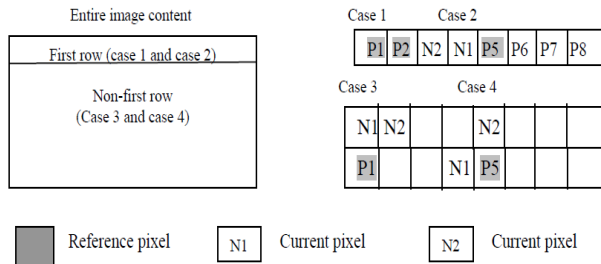 Entire image content
First row (case 1 and case 2)
Non-first row
(Case 3 and case 4)
Case 1 Case 2
P1 P2 N2 N1 P5 P6 P7 P8
Case 3 Case 4
N1 N2 N2
P1 N1 P5
Reference pixel N1 Current pixel N2 Current pixel